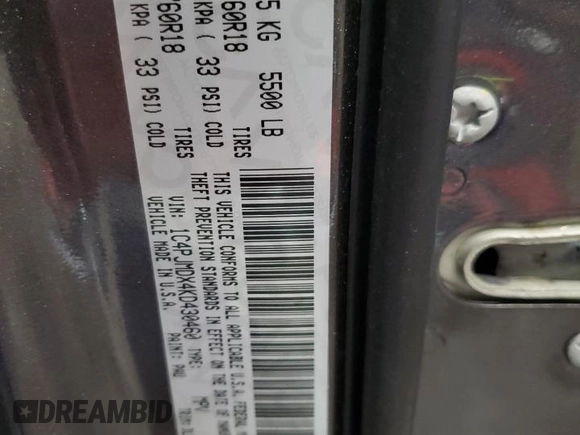 5 KG 5500 LB
60R18 TIRES
KPA ( 33 PSI) COLD
60R18 TIRES
KPA ( 33 PSI) COLD
THIS VEHICLE CONFORMS TO ALL APPLICABLE U.S.A. FEDERAL
THEFT PREVENTION STANDARDS IN EFFECT ON THE DATE OF
VIN: 1C4PJMDX4KD430460 TYPE: MPV
VEHICLE MADE IN U.S.A. PAINT: PAU
DREAMBID